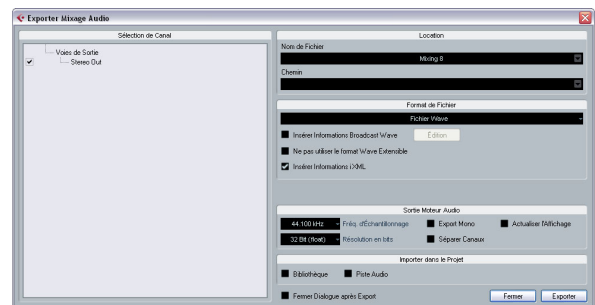 Exporter Mixage Audio
Sélection de Canal
Voies de Sortie
Stereo Out
Location
Nom de Fichier
Mixing 8
Chemin
Format de Fichier
Fichier Wave
Insérer Informations Broadcast Wave
Édition
Ne pas utiliser le format Wave Extensible
Insérer Informations iXML
Sortie Moteur Audio
44.100 kHz Fréq. d'Échantillonnage Export Mono Actualiser l'Affichage
32 Bit (float) Résolution en bits Séparer Canaux
Importer dans le Projet
Bibliothèque Piste Audio
Fermer Dialogue après Export Fermer Exporter